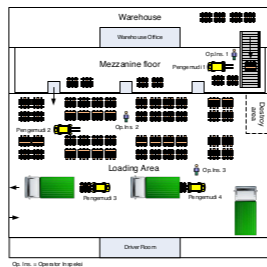 Warehouse
Warehouse Office
Op.Ins. 1
Mezzanine floor
Pengemudi 1
Destroy
area
Pengemudi 2
Op.Ins. 2
Loading Area
Op.Ins. 3
Pengemudi 3
Pengemudi 4
Driver Room
Op. Ins. = Operator Inspeksi